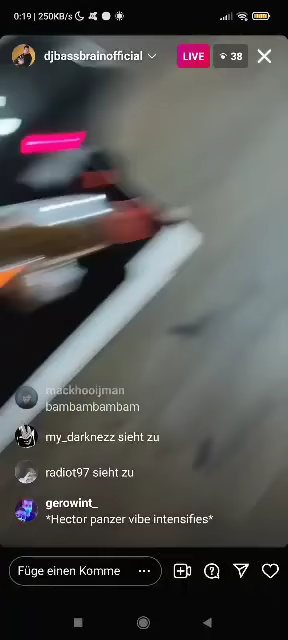 0:19 | 250KB/s
djbassbrainofficial
LIVE
38
mackhooijman
bambambambam
my_darknezz sieht zu
radiot97 sieht zu
gerowint_
*Hector panzer vibe intensifies*
Füge einen Komme